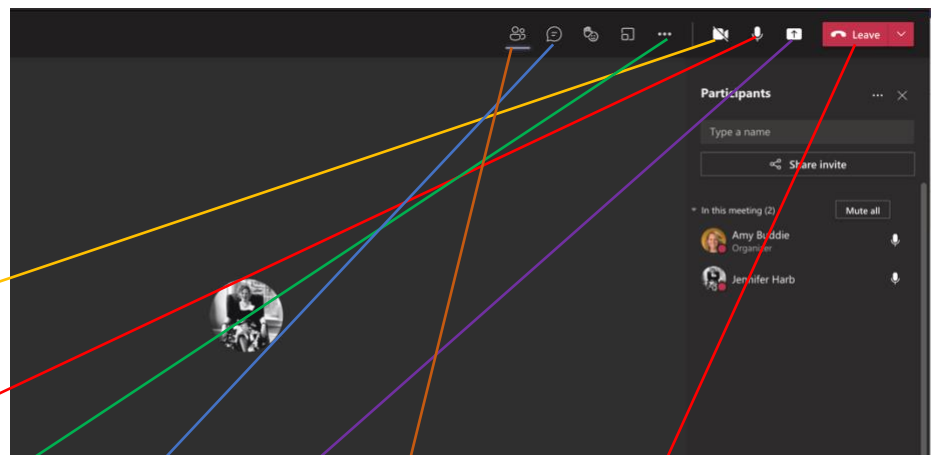 Leave
Participants
Type a name
Share invite
In this meeting (2)
Mute all
Amy Buddie
Organizer
Jennifer Harb